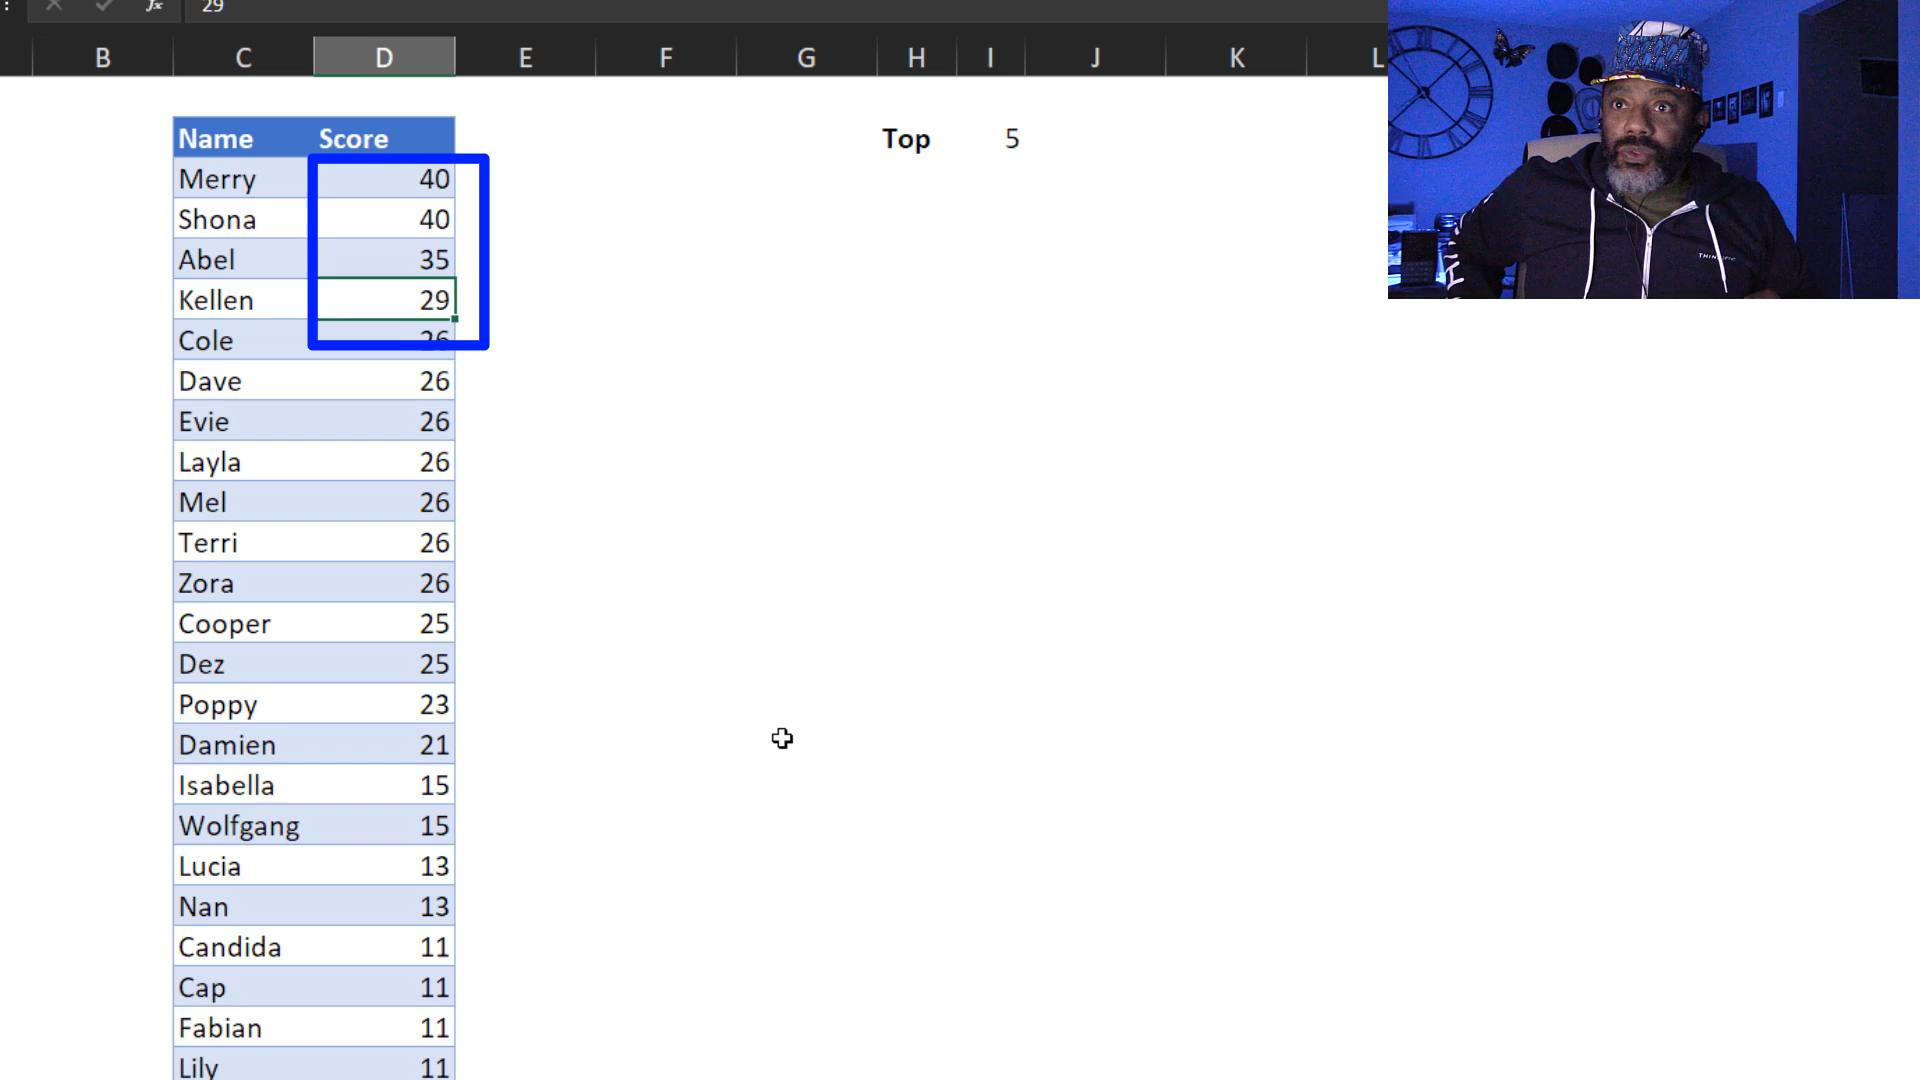 29
B C D E F G H I J K L
Name Score
Merry 40
Shona 40
Abel 35
Kellen 29
Cole 26
Dave 26
Evie 26
Layla 26
Mel 26
Terri 26
Zora 26
Cooper 25
Dez 25
Poppy 23
Damien 21
Isabella 15
Wolfgang 15
Lucia 13
Nan 13
Candida 11
Cap 11
Fabian 11
Lily 11
Top 5